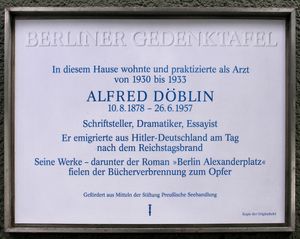 BERLINER GEDENKTAFEL
In diesem Hause wohnte und praktizierte als Arzt
von 1930 bis 1933
ALFRED DÖBLIN
10. 8. 1878 – 26. 6. 1957
Schriftsteller, Dramatiker, Essayist
Er emigrierte aus Hitler-Deutschland am Tag
nach dem Reichstagsbrand
Seine Werke – darunter der Roman »Berlin Alexanderplatz«
fielen der Bücherverbrennung zum Opfer
Gefördert aus Mitteln der Stiftung Preußische Seehandlung